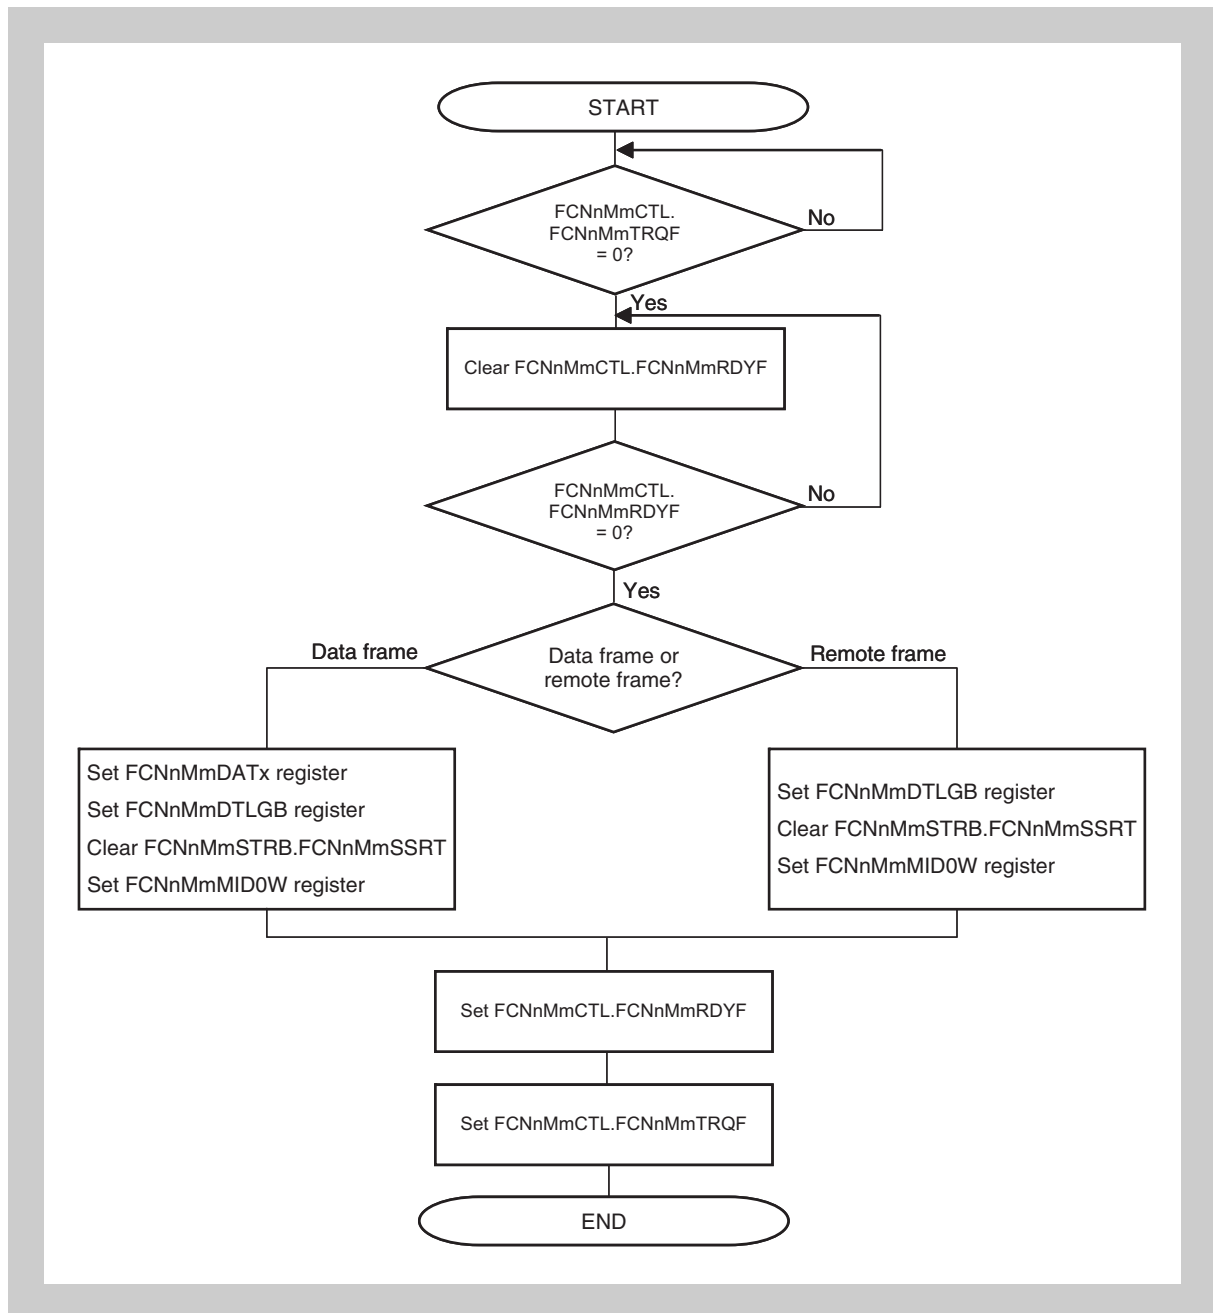 START
FCNnMmCTL.
FCNnMmTRQF
= 0?
No
Yes
Clear FCNnMmCTL.FCNnMmRDYF
FCNnMmCTL.
FCNnMmRDYF
= 0?
No
Yes
Data frame
Data frame or
remote frame?
Remote frame
Set FCNnMmDATx register
Set FCNnMmDTLGB register
Clear FCNnMmSTRB.FCNnMmSSRT
Set FCNnMmMID0W register
Set FCNnMmDTLGB register
Clear FCNnMmSTRB.FCNnMmSSRT
Set FCNnMmMID0W register
Set FCNnMmCTL.FCNnMmRDYF
Set FCNnMmCTL.FCNnMmTRQF
END